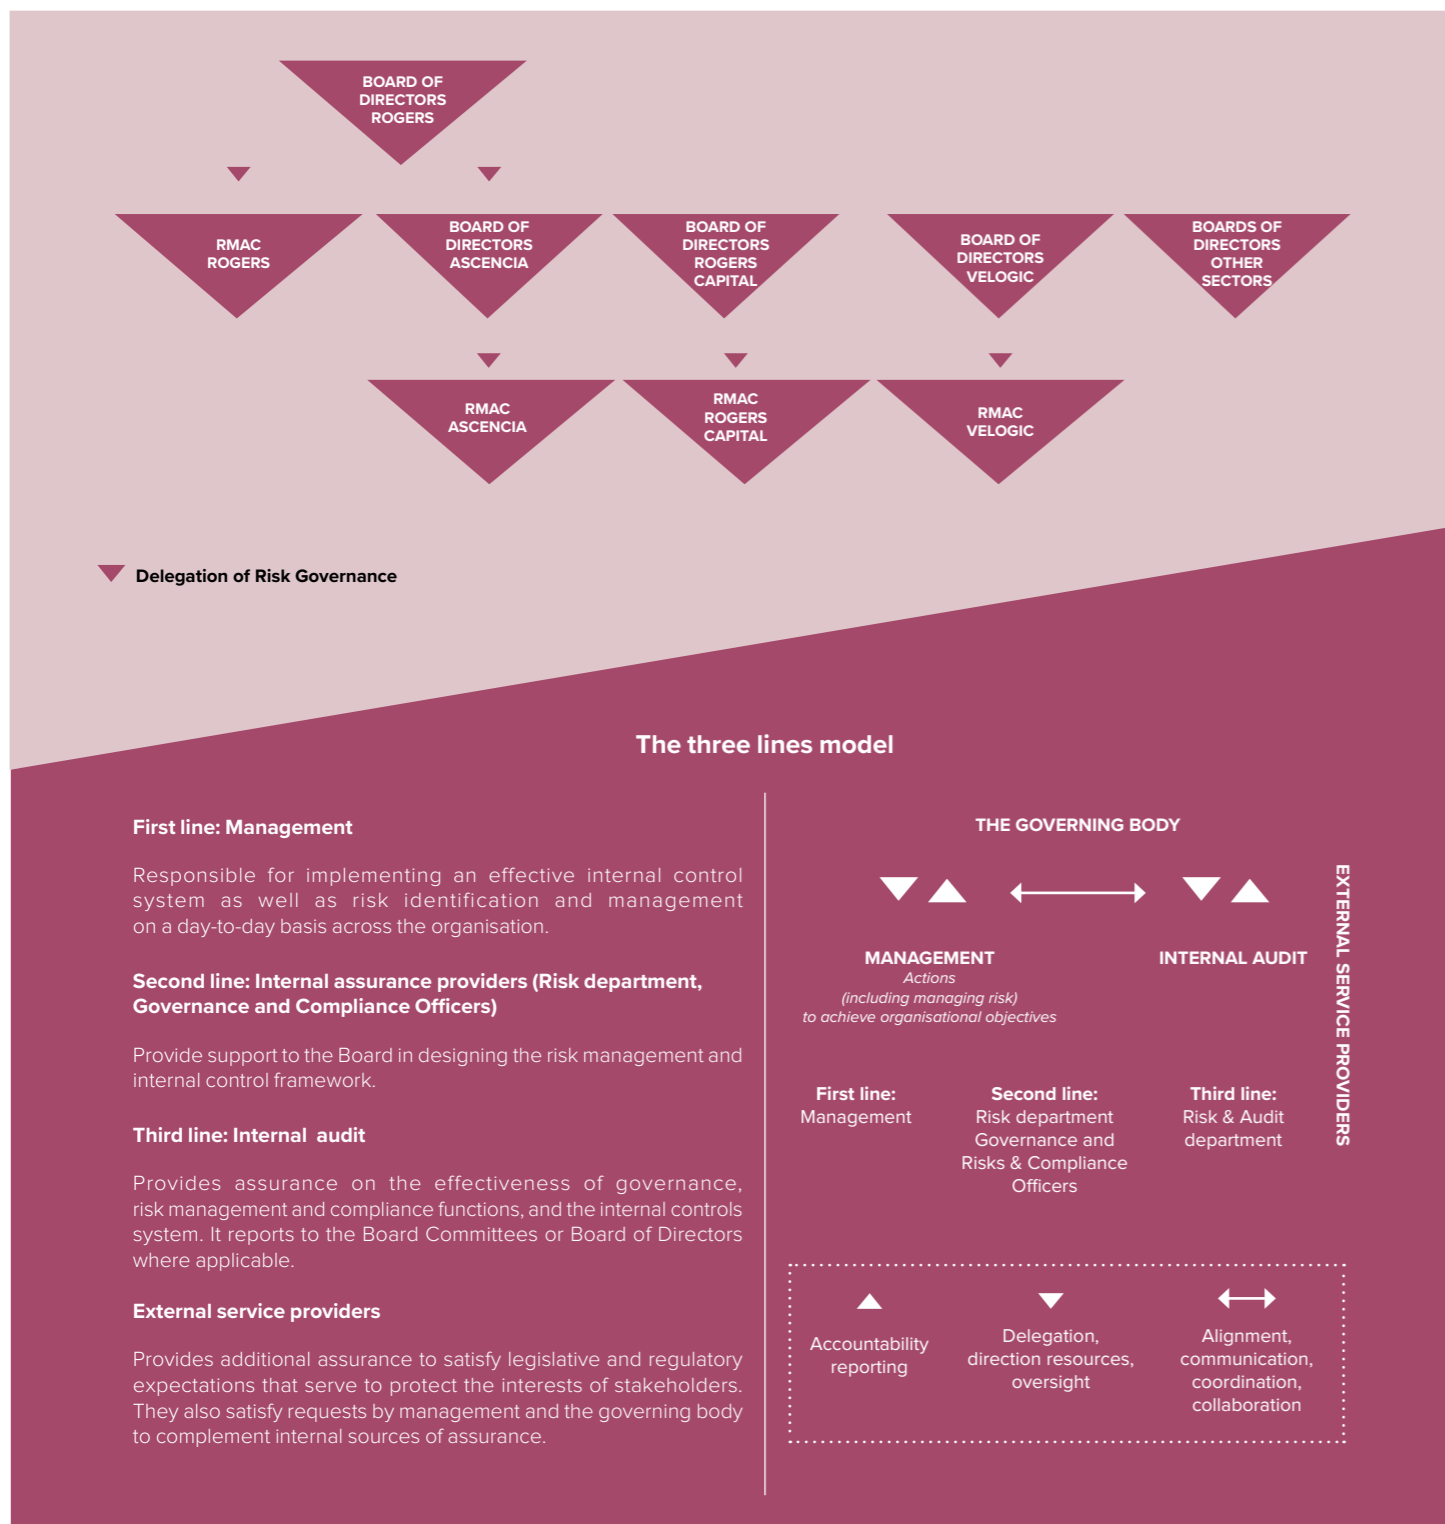 BOARD OF
DIRECTORS
ROGERS
RMAC
ROGERS
BOARD OF
DIRECTORS
ASCENCIA
BOARD OF
DIRECTORS
ROGERS
CAPITAL
BOARD OF
DIRECTORS
VELOGIC
BOARDS OF
DIRECTORS
OTHER
SECTORS
RMAC
ASCENCIA
RMAC
ROGERS
CAPITAL
RMAC
VELOGIC
Delegation of Risk Governance
The three lines model
First line: Management
Responsible for implementing an effective internal control
system as well as risk identification and management
on a day-to-day basis across the organisation.
Second line: Internal assurance providers (Risk department,
Governance and Compliance Officers)
Provide support to the Board in designing the risk management and
internal control framework.
Third line: Internal audit
Provides assurance on the effectiveness of governance,
risk management and compliance functions, and the internal controls
system. It reports to the Board Committees or Board of Directors
where applicable.
External service providers
Provides additional assurance to satisfy legislative and regulatory
expectations that serve to protect the interests of stakeholders.
They also satisfy requests by management and the governing body
to complement internal sources of assurance.
THE GOVERNING BODY
MANAGEMENT
Actions
(including managing risk)
to achieve organisational objectives
INTERNAL AUDIT
First line:
Management
Second line:
Risk department
Governance and
Risks & Compliance
Officers
Third line:
Risk & Audit
department
EXTERNAL SERVICE PROVIDERS
Accountability
reporting
Delegation,
direction resources,
oversight
Alignment,
communication,
coordination,
collaboration